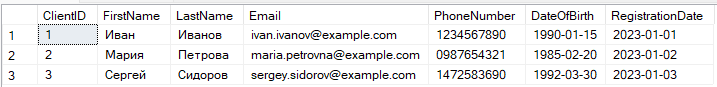 ClientID FirstName LastName Email PhoneNumber DateOfBirth RegistrationDate
1 1 Иван Иванов ivan.ivanov@example.com 1234567890 1990-01-15 2023-01-01
2 2 Мария Петрова maria.petrovna@example.com 0987654321 1985-02-20 2023-01-02
3 3 Сергей Сидоров sergey.sidorov@example.com 1472583690 1992-03-30 2023-01-03